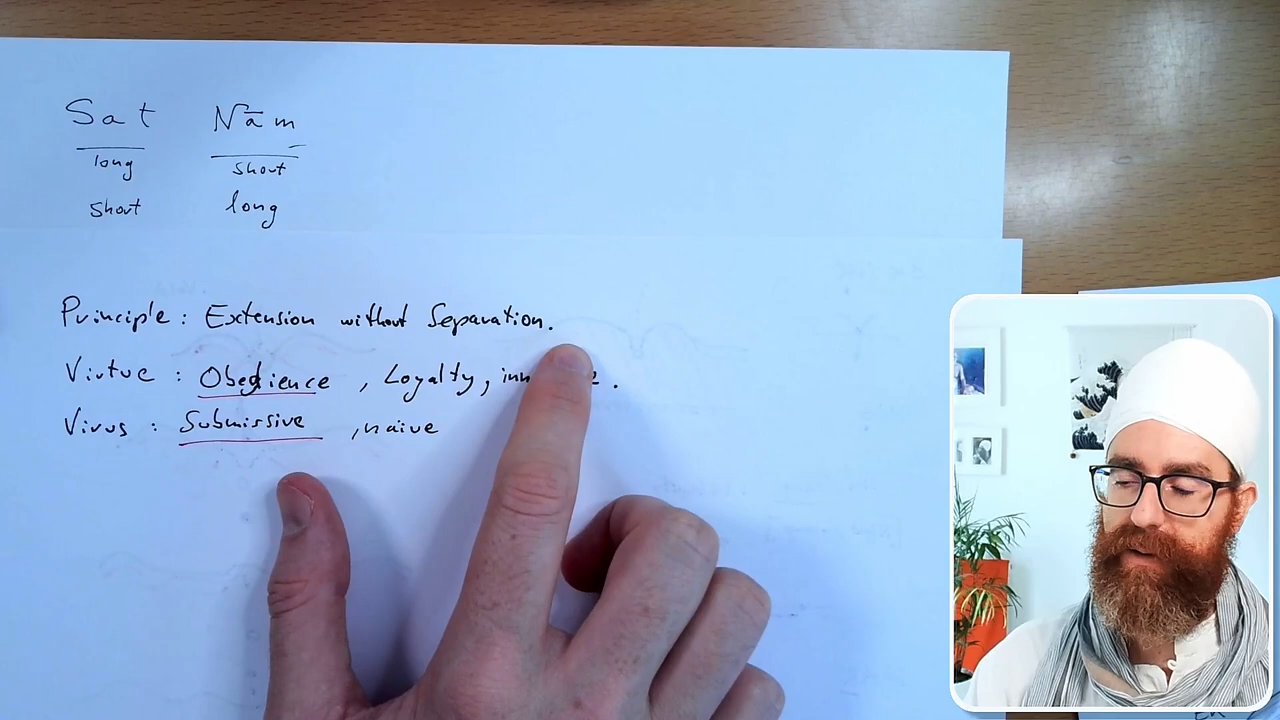 Sat Nām
long short
short long
Principle : Extension without Separation.
Virtue : Obedience , Loyalty,
Virus : Submissive , naive